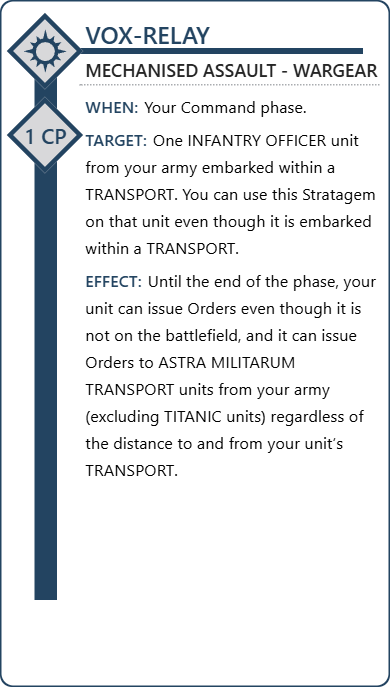 VOX-RELAY
MECHANISED ASSAULT - WARGEAR
WHEN: Your Command phase.
1 CP
TARGET: One INFANTRY OFFICER unit
from your army embarked within a
TRANSPORT. You can use this Stratagem
on that unit even though it is embarked
within a TRANSPORT.
EFFECT: Until the end of the phase, your
unit can issue Orders even though it is
not on the battlefield, and it can issue
Orders to ASTRA MILITARUM
TRANSPORT units from your army
(excluding TITANIC units) regardless of
the distance to and from your unit's
TRANSPORT.